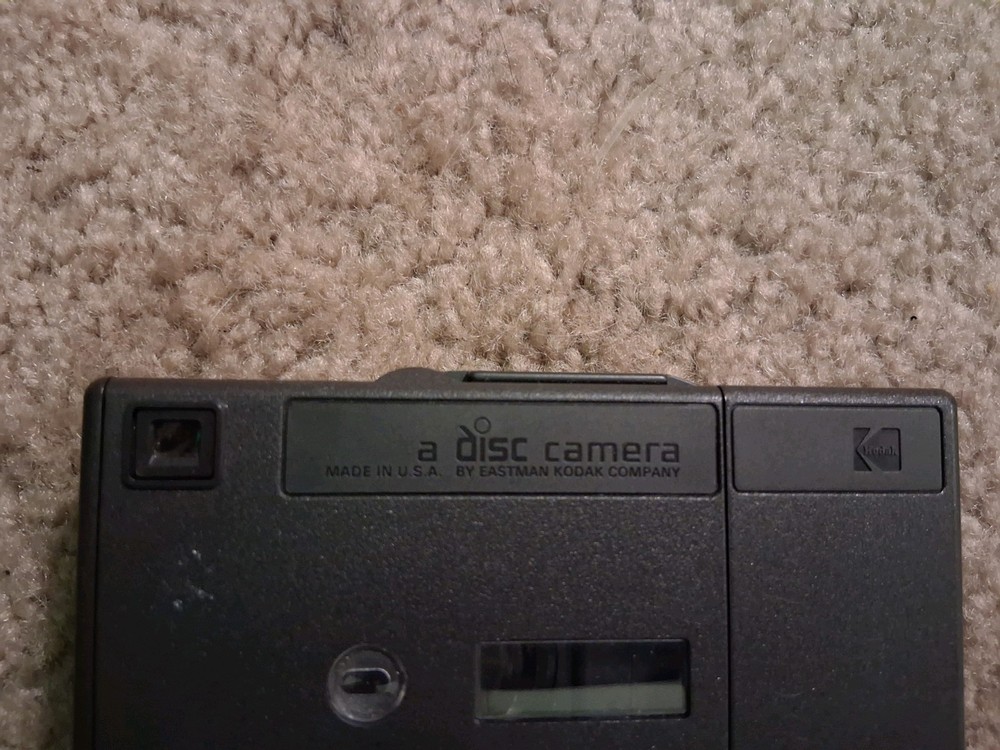 a disc camera
MADE IN U.S.A. BY EASTMAN KODAK COMPANY
Kodak